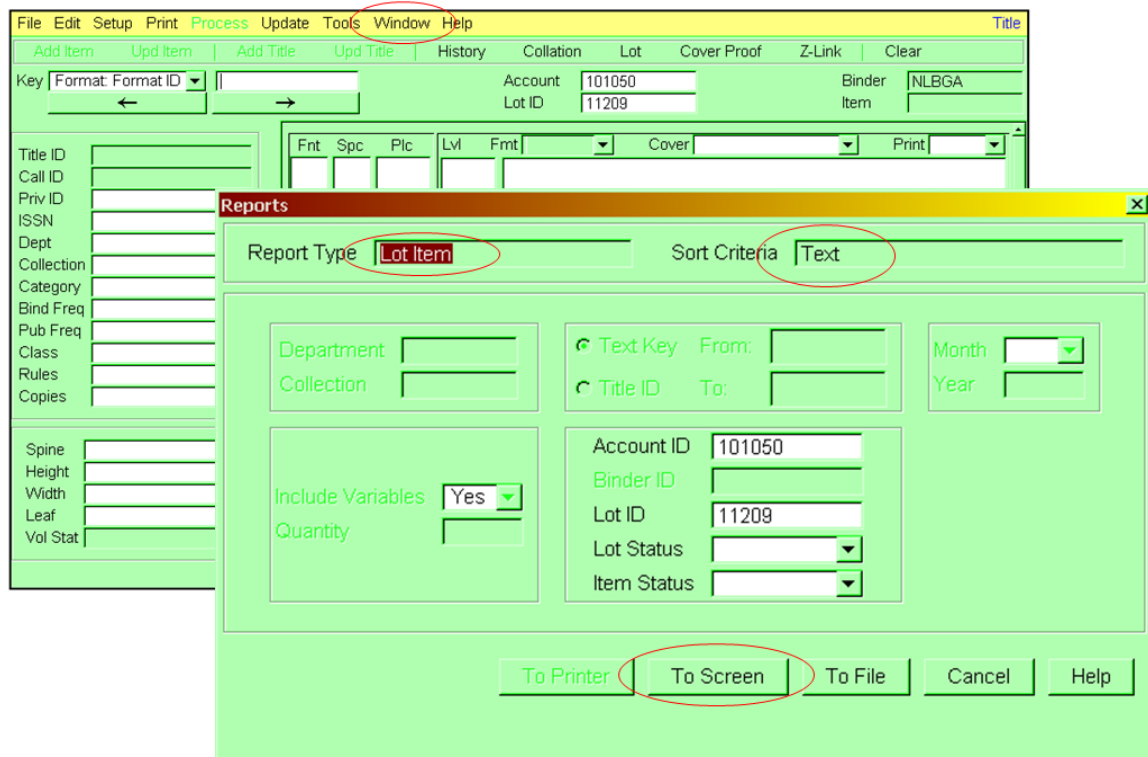 File Edit Setup Print Process Update Tools Window Help Title
Add Item Upd Item Add Title Upd Title History Collation Lot Cover Proof Z-Link Clear
Key Format: Format ID Account 101050 Binder NLBGA
← → Lot ID 11209 Item
Fnt Spc Plc Lvl Fmt Cover Print
Title ID
Call ID
Priv ID
ISSN
Dept
Collection
Category
Bind Freq
Pub Freq
Class
Rules
Copies
Spine
Height
Width
Leaf
Vol Stat
Reports
Report Type Lot Item Sort Criteria Text
Department Text Key From: Month
Collection Title ID To: Year
Include Variables Yes
Quantity
Account ID 101050
Binder ID
Lot ID 11209
Lot Status
Item Status
To Printer To Screen To File Cancel Help